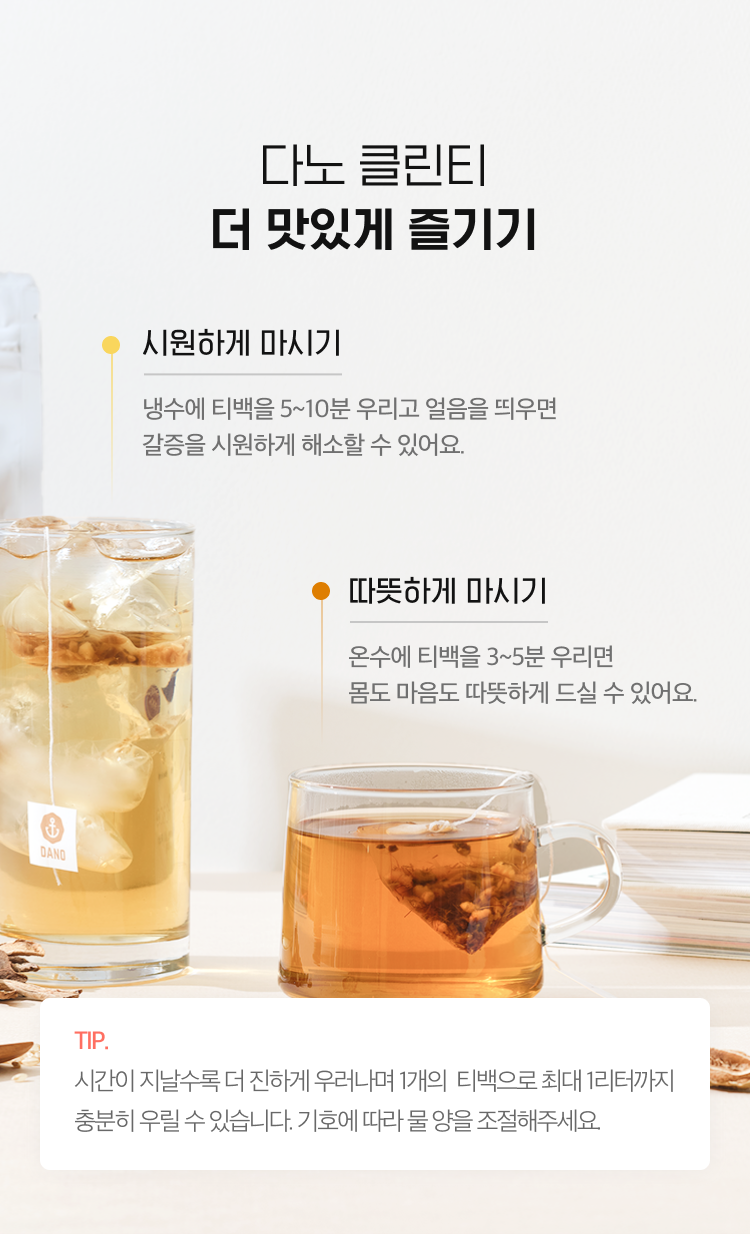 다노 클린티
더 맛있게 즐기기
시원하게 마시기
냉수에 티백을 5~10분 우리고 얼음을 띄우면
갈증을 시원하게 해소할 수 있어요.
따뜻하게 마시기
온수에 티백을 3~5분 우리면
몸도 마음도 따뜻하게 드실 수 있어요.
DANO
TIP.
시간이 지날수록 더 진하게 우러나며 1개의 티백으로 최대 1리터까지
충분히 우릴 수 있습니다. 기호에 따라 물 양을 조절해주세요.